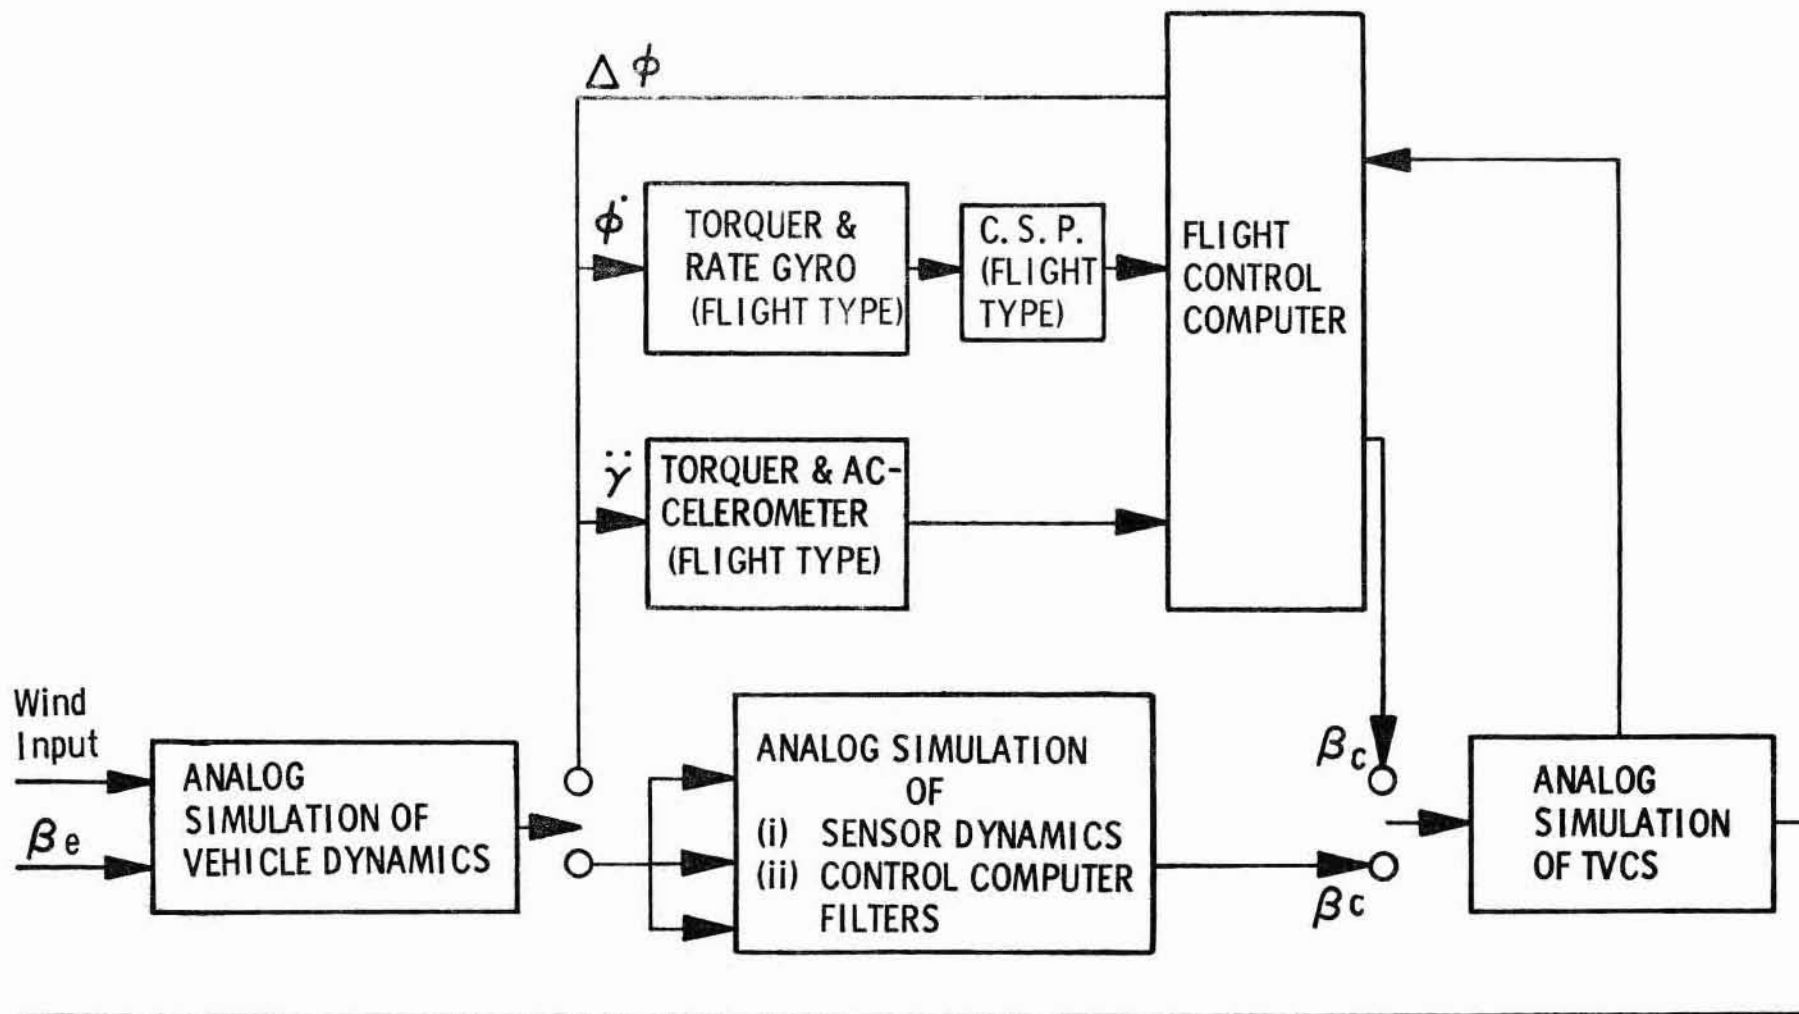 Δ ϕ
ϕ̇
TORQUER &
RATE GYRO
(FLIGHT TYPE)
C. S. P.
(FLIGHT
TYPE)
FLIGHT
CONTROL
COMPUTER
γ̈
TORQUER & AC-
CELEROMETER
(FLIGHT TYPE)
Wind
Input
βe
ANALOG
SIMULATION OF
VEHICLE DYNAMICS
ANALOG SIMULATION
OF
(i) SENSOR DYNAMICS
(ii) CONTROL COMPUTER
FILTERS
βc
βc
ANALOG
SIMULATION
OF TVCS